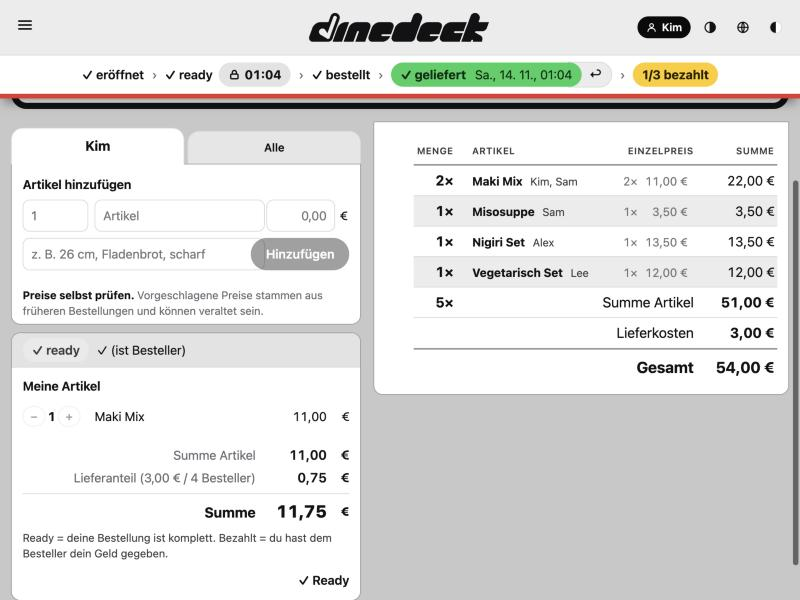 dinedeck
Kim
✓ eröffnet › ✓ ready 01:04 › ✓ bestellt › ✓ geliefert Sa., 14. 11., 01:04 › 1/3 bezahlt
Kim
Alle
Artikel hinzufügen
1 Artikel 0,00 €
z. B. 26 cm, Fladenbrot, scharf Hinzufügen
Preise selbst prüfen. Vorgeschlagene Preise stammen aus
früheren Bestellungen und können veraltet sein.
✓ ready ✓ (ist Besteller)
Meine Artikel
− 1 + Maki Mix 11,00 €
Summe Artikel 11,00 €
Lieferanteil (3,00 € / 4 Besteller) 0,75 €
Summe 11,75 €
Ready = deine Bestellung ist komplett. Bezahlt = du hast dem
Besteller dein Geld gegeben.
✓ Ready
MENGE ARTIKEL EINZELPREIS SUMME
2× Maki Mix Kim, Sam 2× 11,00 € 22,00 €
1× Misosuppe Sam 1× 3,50 € 3,50 €
1× Nigiri Set Alex 1× 13,50 € 13,50 €
1× Vegetarisch Set Lee 1× 12,00 € 12,00 €
5× Summe Artikel 51,00 €
Lieferkosten 3,00 €
Gesamt 54,00 €